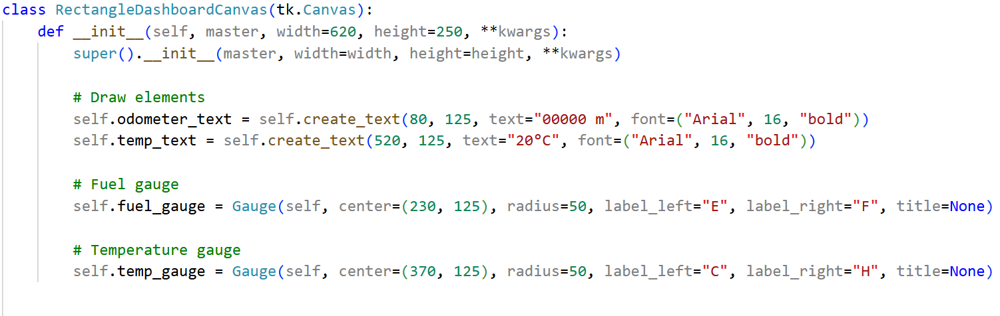 class RectangleDashboardCanvas(tk.Canvas):
    def __init__(self, master, width=620, height=250, **kwargs):
        super().__init__(master, width=width, height=height, **kwargs)

        # Draw elements
        self.odometer_text = self.create_text(80, 125, text="00000 m", font=("Arial", 16, "bold"))
        self.temp_text = self.create_text(520, 125, text="20°C", font=("Arial", 16, "bold"))

        # Fuel gauge
        self.fuel_gauge = Gauge(self, center=(230, 125), radius=50, label_left="E", label_right="F", title=None)

        # Temperature gauge
        self.temp_gauge = Gauge(self, center=(370, 125), radius=50, label_left="C", label_right="H", title=None)